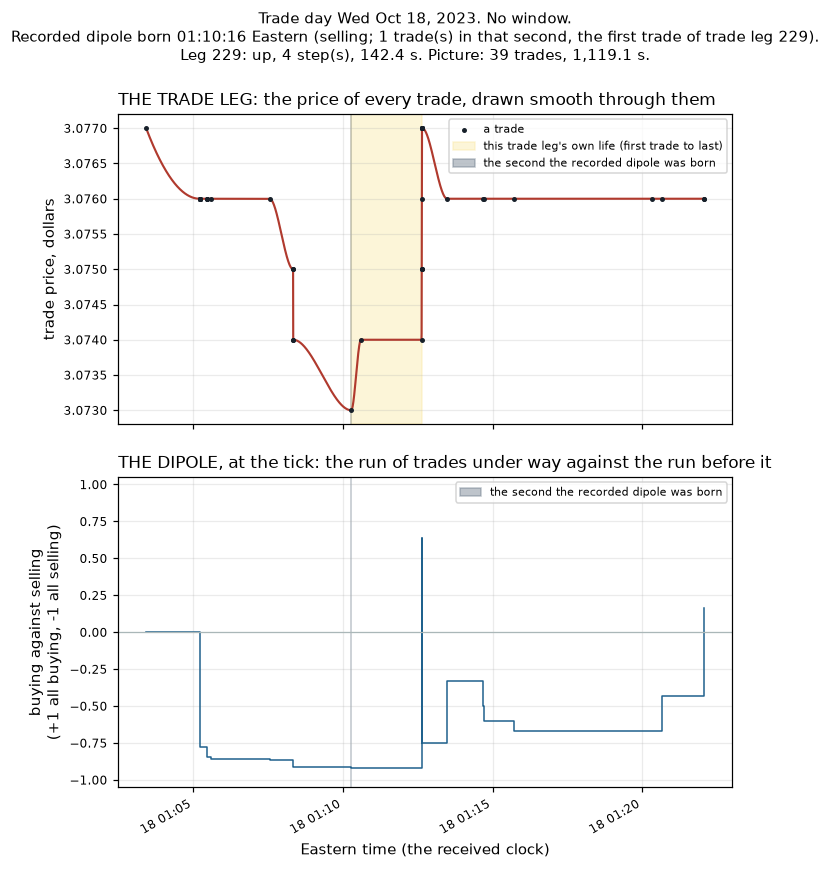 Trade day Wed Oct 18, 2023. No window.
Recorded dipole born 01:10:16 Eastern (selling; 1 trade(s) in that second, the first trade of trade leg 229).
Leg 229: up, 4 step(s), 142.4 s. Picture: 39 trades, 1,119.1 s.
THE TRADE LEG: the price of every trade, drawn smooth through them
a trade
this trade leg's own life (first trade to last)
the second the recorded dipole was born
trade price, dollars
3.0770
3.0765
3.0760
3.0755
3.0750
3.0745
3.0740
3.0735
3.0730
THE DIPOLE, at the tick: the run of trades under way against the run before it
the second the recorded dipole was born
buying against selling
(+1 all buying, -1 all selling)
1.00
0.75
0.50
0.25
0.00
−0.25
−0.50
−0.75
−1.00
18 01:05
18 01:10
18 01:15
18 01:20
Eastern time (the received clock)